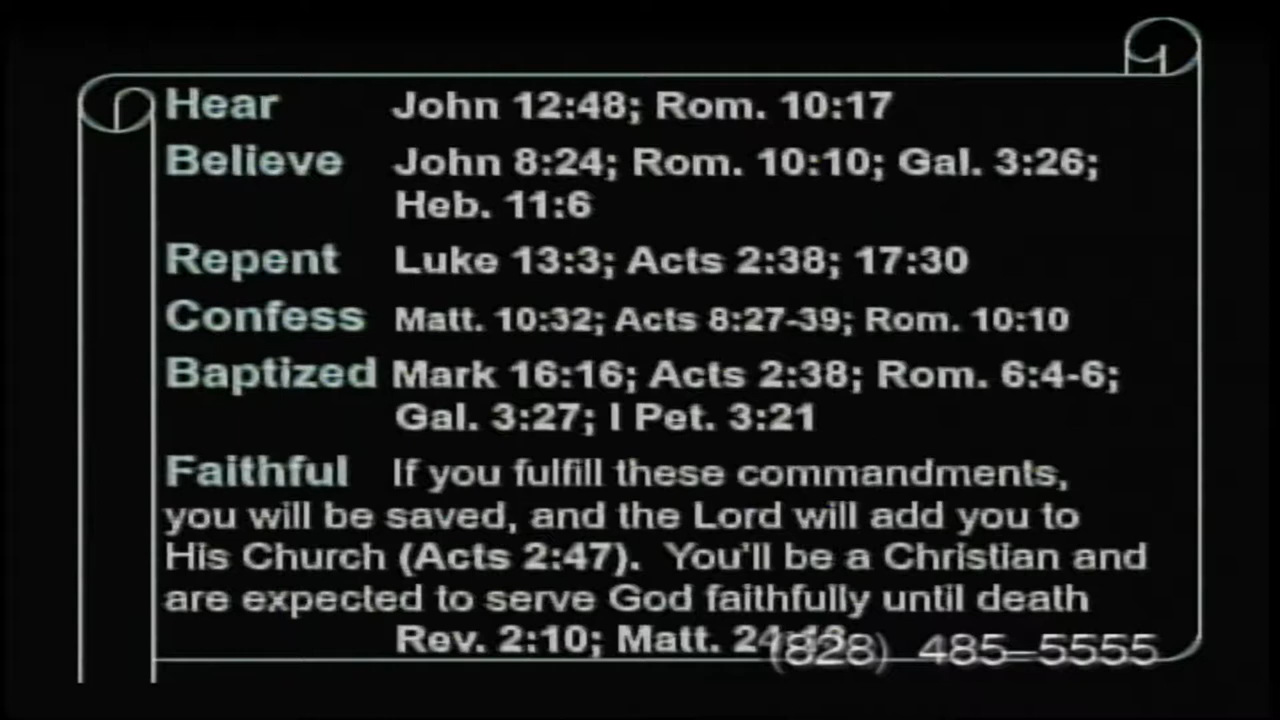 Hear John 12:48; Rom. 10:17
Believe John 8:24; Rom. 10:10; Gal. 3:26;
Heb. 11:6
Repent Luke 13:3; Acts 2:38; 17:30
Confess Matt. 10:32; Acts 8:27-39; Rom. 10:10
Baptized Mark 16:16; Acts 2:38; Rom. 6:4-6;
Gal. 3:27; I Pet. 3:21
Faithful If you fulfill these commandments,
you will be saved, and the Lord will add you to
His Church (Acts 2:47). You'll be a Christian and
are expected to serve God faithfully until death
Rev. 2:10; Matt.
(828) 485-5555